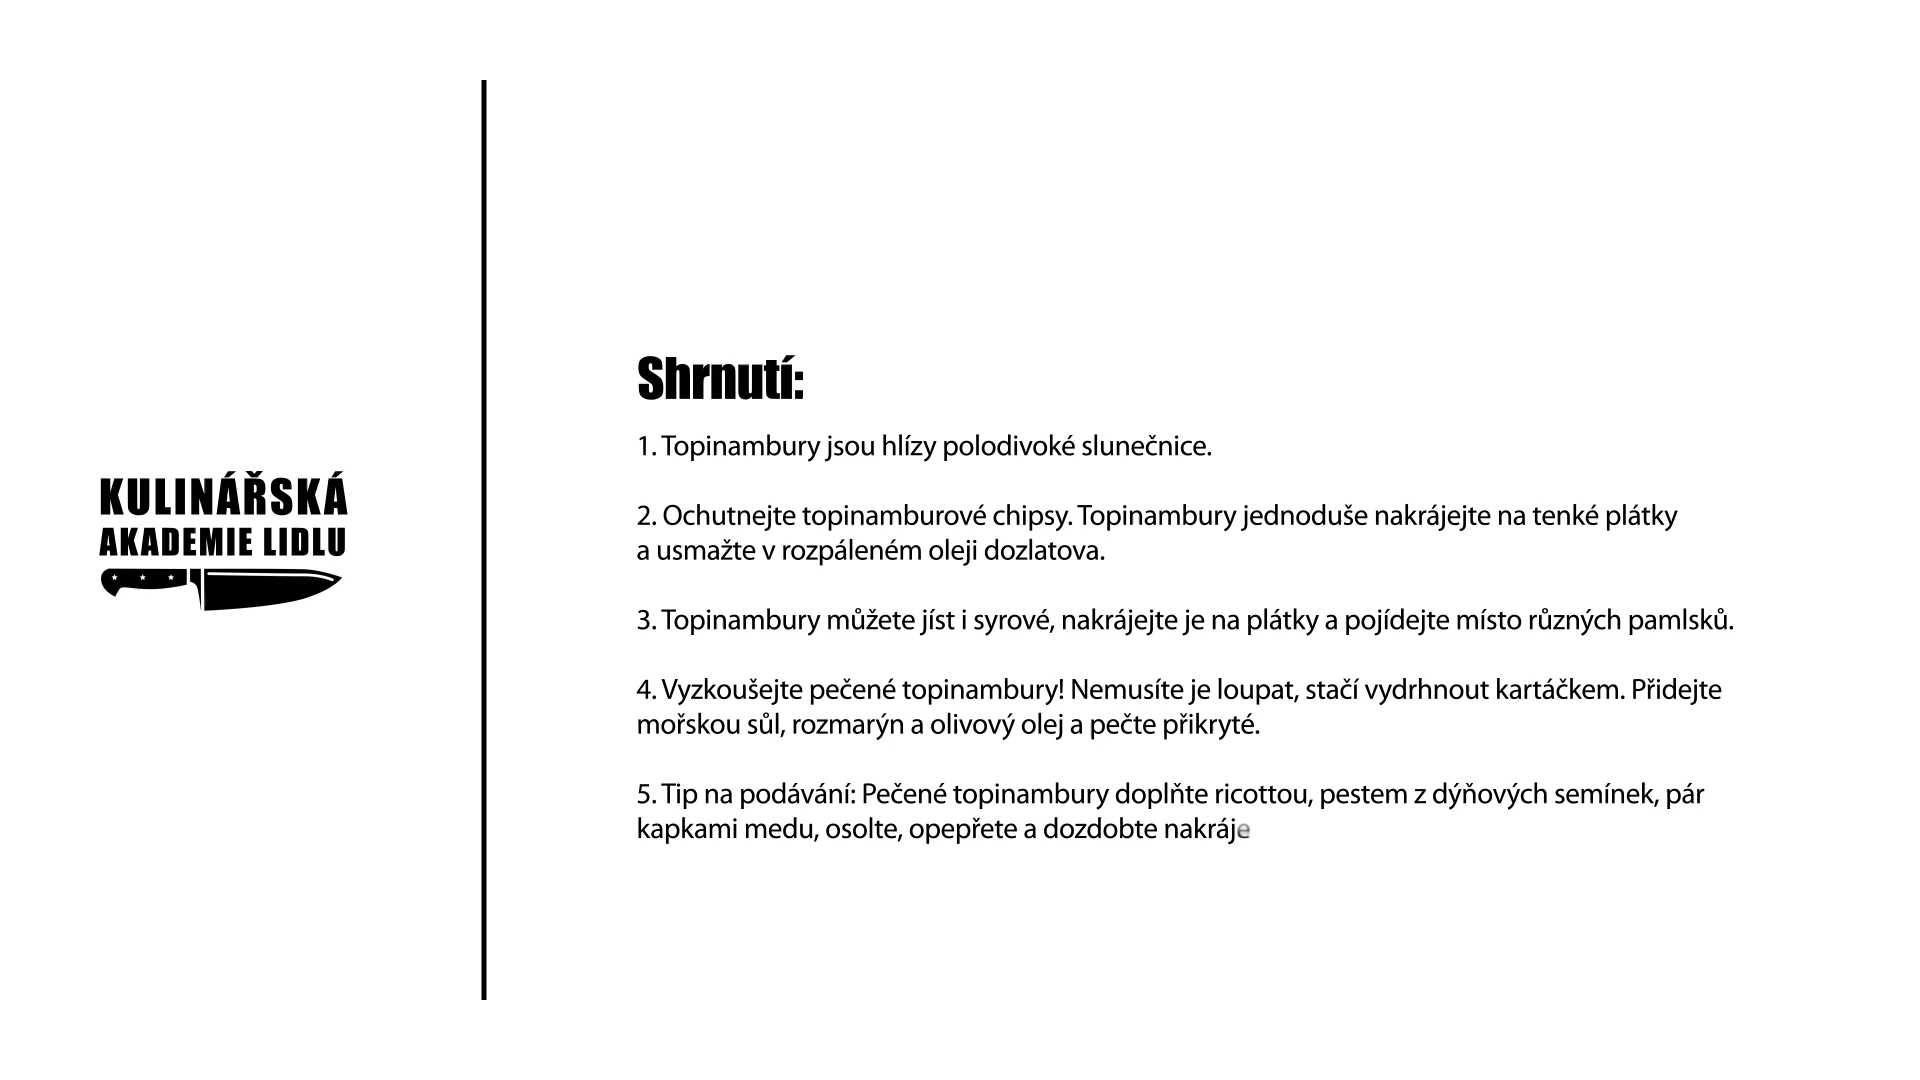 KULINÁŘSKÁ
AKADEMIE LIDLU
Shrnutí:
1. Topinambury jsou hlízy polodivoké slunečnice.
2. Ochutnejte topinamburové chipsy. Topinambury jednoduše nakrájejte na tenké plátky
a usmažte v rozpáleném oleji dozlatova.
3. Topinambury můžete jíst i syrové, nakrájejte je na plátky a pojídejte místo různých pamlsků.
4. Vyzkoušejte pečené topinambury! Nemusíte je loupat, stačí vydrhnout kartáčkem. Přidejte
mořskou sůl, rozmarýn a olivový olej a pečte přikryté.
5. Tip na podávání: Pečené topinambury doplňte ricottou, pestem z dýňových semínek, pár
kapkami medu, osolte, opepřete a dozdobte nakráje